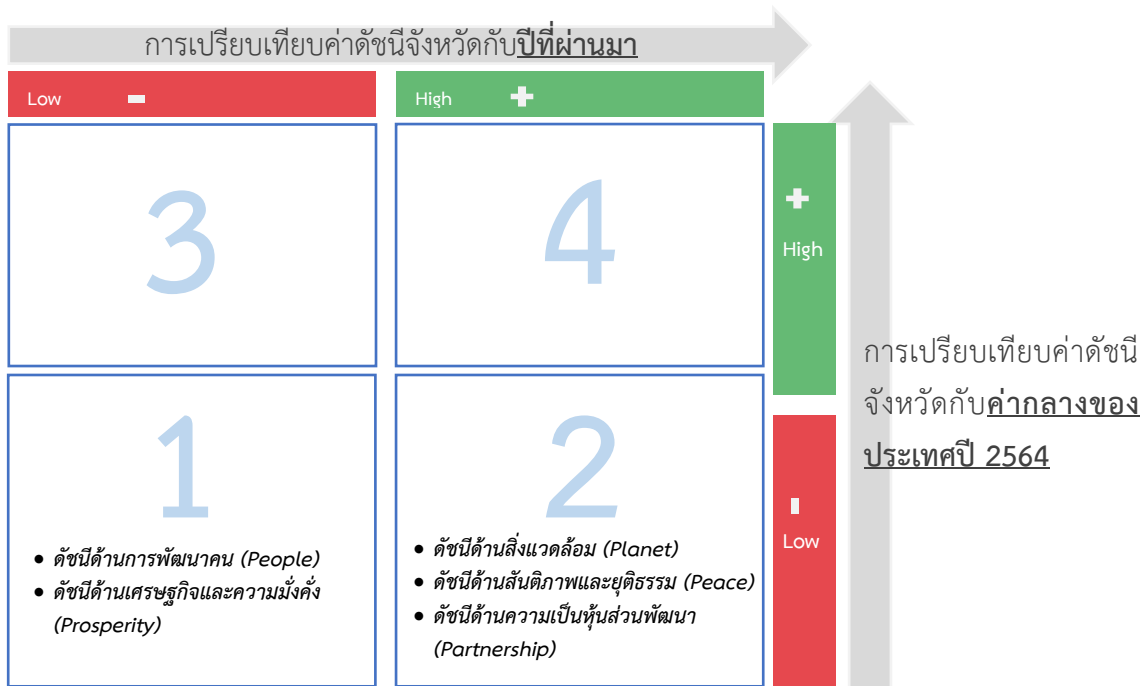 การเปรียบเทียบค่าดัชนีจังหวัดกับปีที่ผ่านมา
Low -
High +
3
4
+
High
การเปรียบเทียบค่าดัชนี
จังหวัดกับค่ากลางของ
ประเทศปี 2564
1
2
-
Low
• ดัชนีด้านการพัฒนาคน (People)
• ดัชนีด้านเศรษฐกิจและความมั่งคั่ง
(Prosperity)
• ดัชนีด้านสิ่งแวดล้อม (Planet)
• ดัชนีด้านสันติภาพและยุติธรรม (Peace)
• ดัชนีด้านความเป็นหุ้นส่วนพัฒนา
(Partnership)